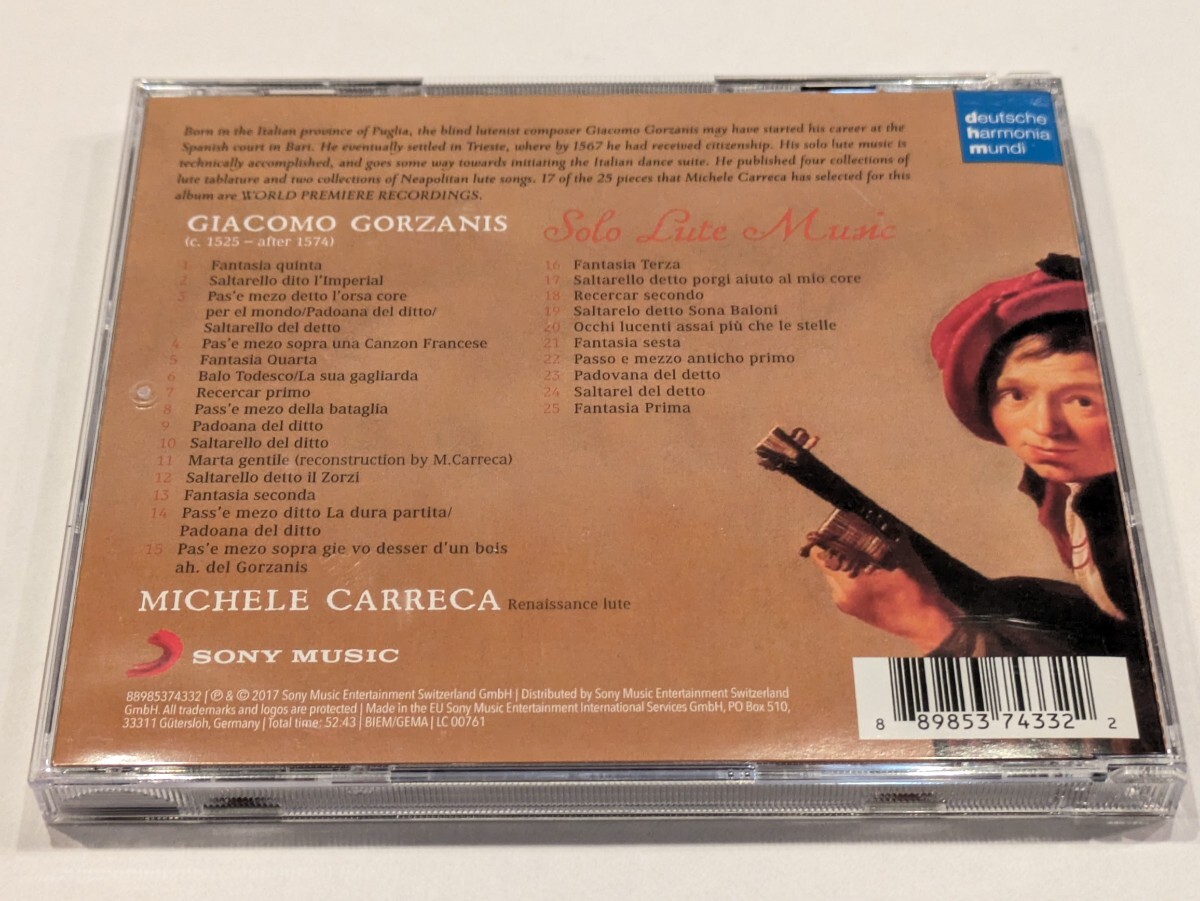 Born in the Italian province of Puglia, the blind lutenist composer Giacomo Gorzanis may have started his career at the
Spanish court in Bari. He eventually settled in Trieste, where by 1567 he had received citizenship. His solo lute music is
technically accomplished, and goes some way towards initiating the Italian dance suite. He published four collections of
lute tablature and two collections of Neapolitan lute songs. 17 of the 25 pieces that Michele Carreca has selected for this
album are WORLD PREMIERE RECORDINGS.
deutsche
harmonia
mundi
GIACOMO GORZANIS
(c. 1525 – after 1574)
Solo Lute Music
1 Fantasia quinta
2 Saltarello dito l'Imperial
3 Pas'e mezo detto l'orsa core
per el mondo/Padoana del ditto/
Saltarello del detto
4 Pas'e mezo sopra una Canzon Francese
5 Fantasia Quarta
6 Balo Todesco/La sua gagliarda
7 Recercar primo
8 Pass'e mezo della bataglia
9 Padoana del ditto
10 Saltarello del ditto
11 Marta gentile (reconstruction by M.Carreca)
12 Saltarello detto il Zorzi
13 Fantasia seconda
14 Pass'e mezo ditto La dura partita/
Padoana del ditto
15 Pas'e mezo sopra gie vo desser d'un bois
ah. del Gorzanis
16 Fantasia Terza
17 Saltarello detto porgi aiuto al mio core
18 Recercar secondo
19 Saltarelo detto Sona Baloni
20 Occhi lucenti assai più che le stelle
21 Fantasia sesta
22 Passo e mezzo anticho primo
23 Padovana del detto
24 Saltarel del detto
25 Fantasia Prima
MICHELE CARRECA Renaissance lute
SONY MUSIC
88985374332 | ℗ & © 2017 Sony Music Entertainment Switzerland GmbH | Distributed by Sony Music Entertainment Switzerland
GmbH. All trademarks and logos are protected | Made in the EU Sony Music Entertainment International Services GmbH, PO Box 510,
33311 Gütersloh, Germany | Total time: 52:43 | BIEM/GEMA | LC 00761
8 89853 74332 2